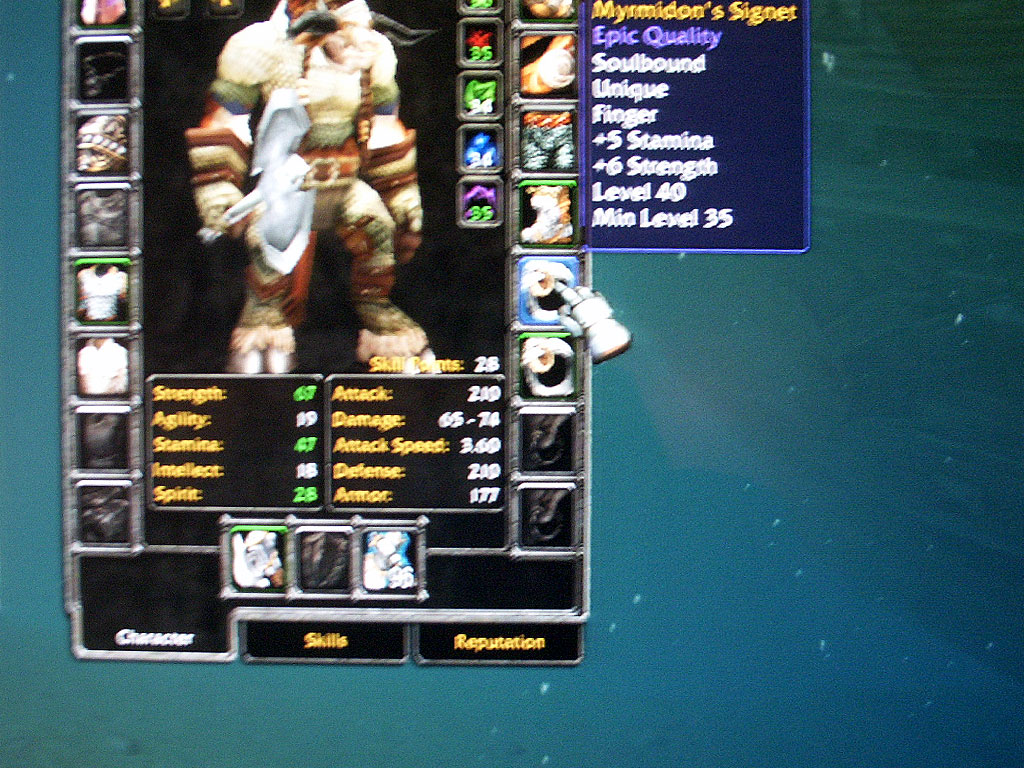 Myrmidon's Signet
Epic Quality
Soulbound
Unique
Finger
+5 Stamina
+6 Strength
Level 40
Min Level 35
35
34
34
35
Skill Points: 28
Strength: 67
Agility: 19
Stamina: 47
Intellect: 18
Spirit: 28
Attack: 210
Damage: 65 - 74
Attack Speed: 3.60
Defense: 210
Armor: 177
96
Character
Skills
Reputation